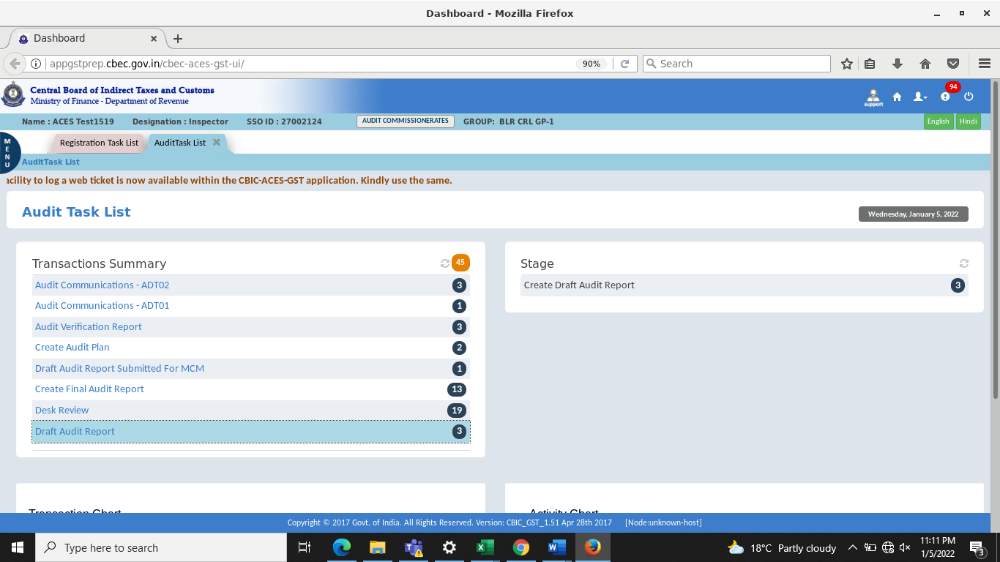 Dashboard - Mozilla Firefox
Dashboard
appgstprep.cbec.gov.in/cbec-aces-gst-ui/ 90% Search
Central Board of Indirect Taxes and Customs
Ministry of Finance - Department of Revenue
94
support
Name : ACES Test1519 Designation : Inspector SSO ID : 27002124 AUDIT COMMISSIONERATES GROUP: BLR CRL GP-1 English Hindi
MENU
Registration Task List AuditTask List
AuditTask List
acility to log a web ticket is now available within the CBIC-ACES-GST application. Kindly use the same.
Audit Task List
Wednesday, January 5, 2022
Transactions Summary 45
Audit Communications - ADT02 3
Audit Communications - ADT01 1
Audit Verification Report 3
Create Audit Plan 2
Draft Audit Report Submitted For MCM 1
Create Final Audit Report 13
Desk Review 19
Draft Audit Report 3
Stage
Create Draft Audit Report 3
Transaction Chart
Activity Chart
Copyright © 2017 Govt. of India. All Rights Reserved. Version: CBIC_GST_1.51 Apr 28th 2017 [Node:unknown-host]
Type here to search
18°C Partly cloudy
11:11 PM
1/5/2022
3